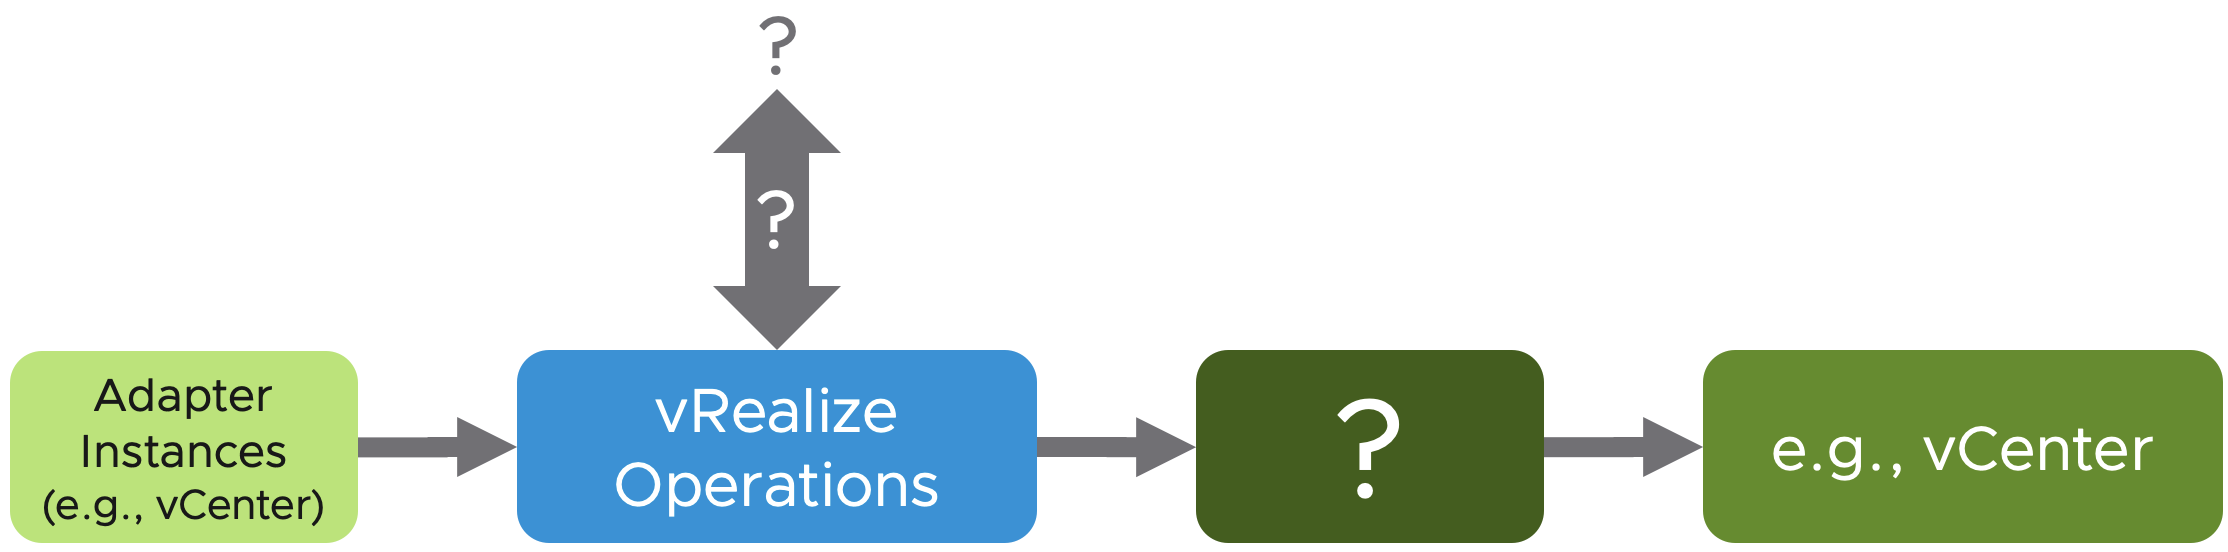 ?
?
Adapter
Instances
(e.g., vCenter)
vRealize
Operations
?
e.g., vCenter